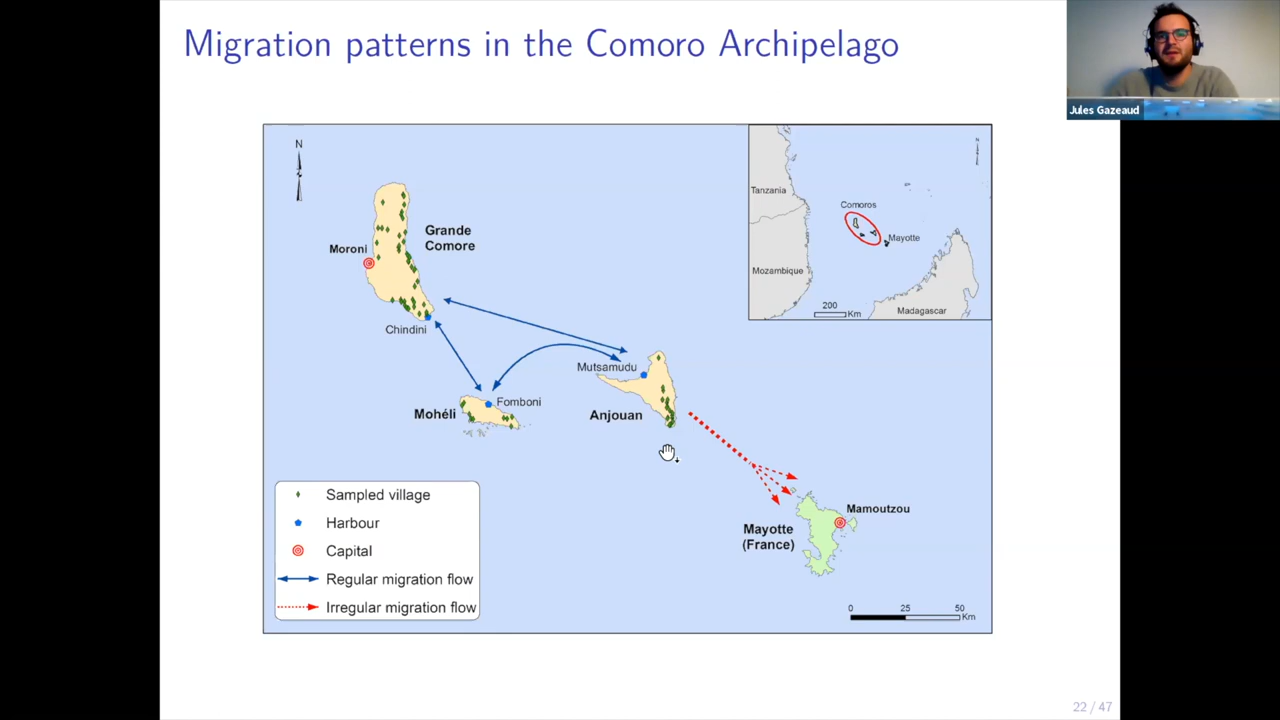 Migration patterns in the Comoro Archipelago
Jules Gazeaud
N
Grande
Comore
Moroni
Chindini
Mutsamudu
Fomboni
Mohéli
Anjouan
Mayotte
(France)
Mamoutzou
Tanzania
Comoros
Mayotte
Mozambique
Madagascar
200
Km
Sampled village
Harbour
Capital
Regular migration flow
Irregular migration flow
0 25 50
Km
22 / 47